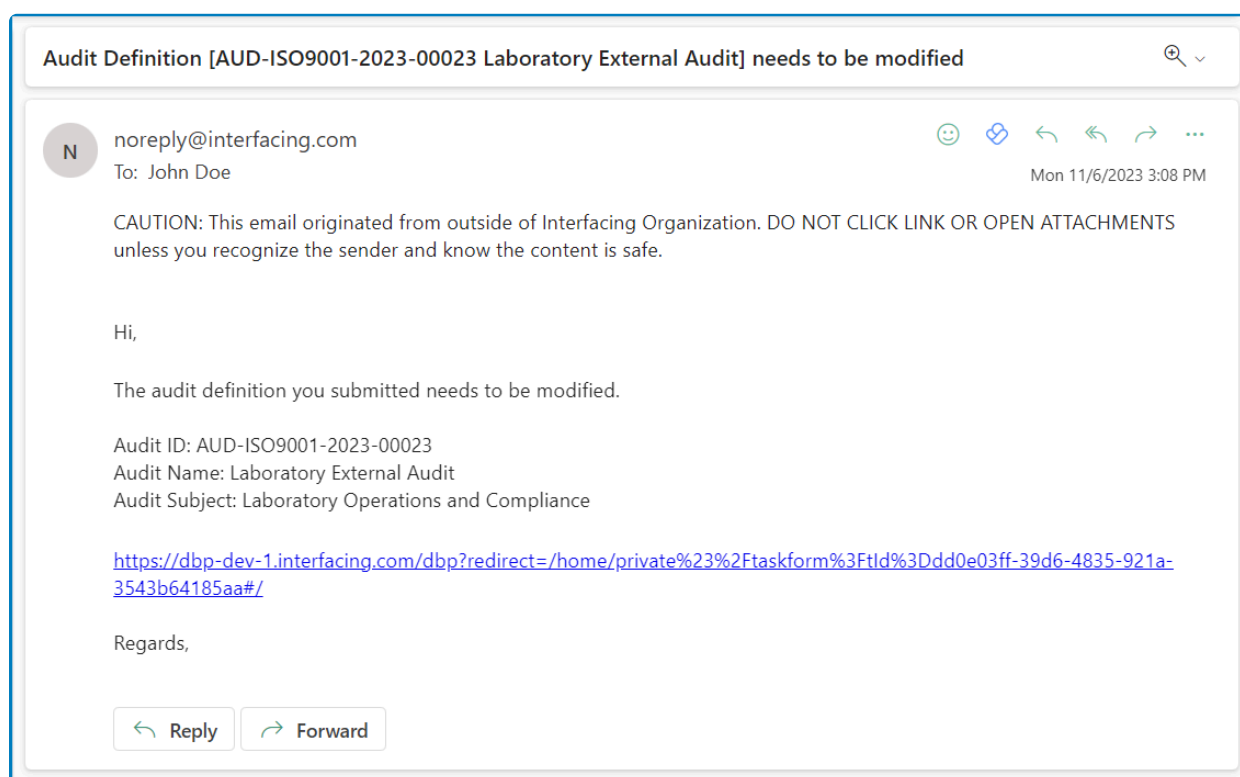 Audit Definition [AUD-ISO9001-2023-00023 Laboratory External Audit] needs to be modified
N
noreply@interfacing.com
To: John Doe
Mon 11/6/2023 3:08 PM
CAUTION: This email originated from outside of Interfacing Organization. DO NOT CLICK LINK OR OPEN ATTACHMENTS
unless you recognize the sender and know the content is safe.
Hi,
The audit definition you submitted needs to be modified.
Audit ID: AUD-ISO9001-2023-00023
Audit Name: Laboratory External Audit
Audit Subject: Laboratory Operations and Compliance
https://dbp-dev-1.interfacing.com/dbp?redirect=/home/private%23%2Ftaskform%3FtId%3Ddd0e03ff-39d6-4835-921a-
3543b64185aa#/
Regards,
Reply
Forward